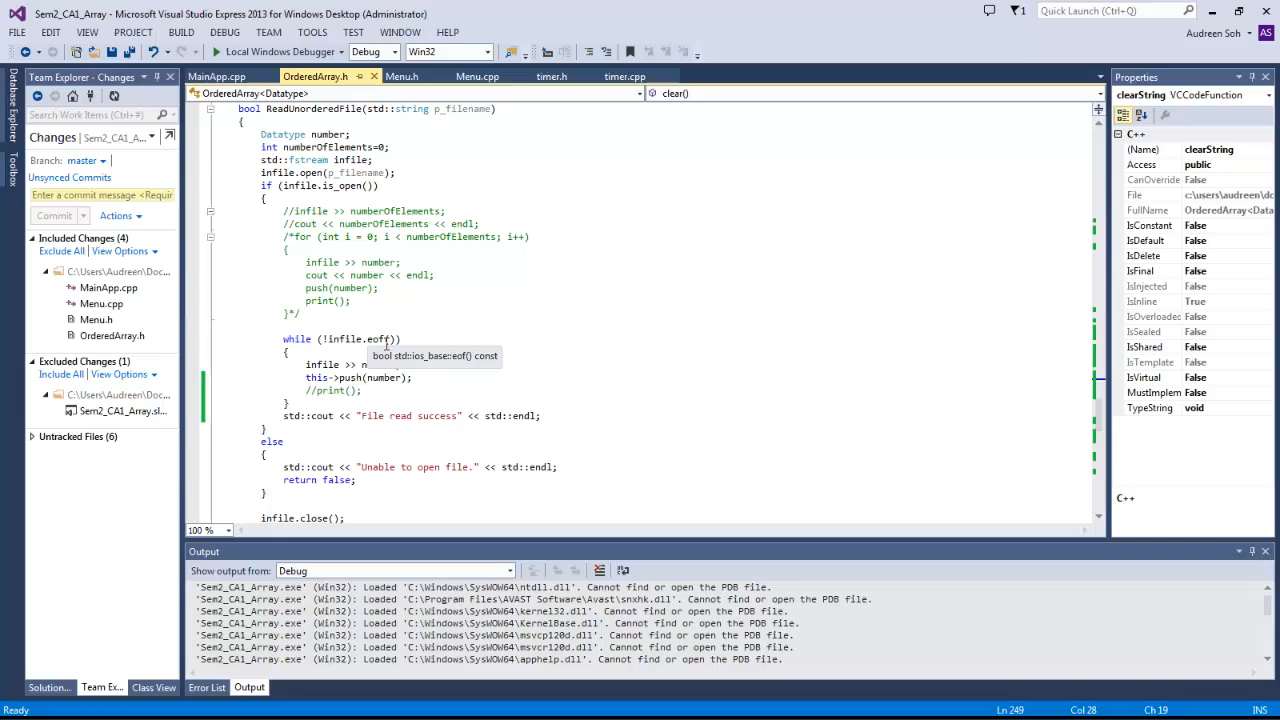 Sem2_CA1_Array - Microsoft Visual Studio Express 2013 for Windows Desktop (Administrator)
1
Quick Launch (Ctrl+Q)
FILE EDIT VIEW PROJECT BUILD DEBUG TEAM TOOLS TEST WINDOW HELP
Audreen Soh
AS
Local Windows Debugger
Debug
Win32
Database Explorer
Toolbox
Team Explorer - Changes
Search Work Items (Ctrl+')
Changes | Sem2_CA1_A...
Branch: master
Unsynced Commits
Enter a commit message <Requir
Commit
Actions
Included Changes (4)
Exclude All | View Options
C:\Users\Audreen\Doc...
MainApp.cpp
Menu.cpp
Menu.h
OrderedArray.h
Excluded Changes (1)
Include All | View Options
C:\Users\Audreen\Doc...
Sem2_CA1_Array.sl...
Untracked Files (6)
Solution... Team Ex... Class View
MainApp.cpp OrderedArray.h Menu.h Menu.cpp timer.h timer.cpp
OrderedArray<Datatype>
clear()
bool ReadUnorderedFile(std::string p_filename)
{
Datatype number;
int numberOfElements=0;
std::fstream infile;
infile.open(p_filename);
if (infile.is_open())
{
//infile >> numberOfElements;
//cout << numberOfElements << endl;
/*for (int i = 0; i < numberOfElements; i++)
{
infile >> number;
cout << number << endl;
push(number);
print();
}*/
while (!infile.eof())
{
bool std::ios_base::eof() const
infile >>
this->push(number);
//print();
}
std::cout << "File read success" << std::endl;
}
else
{
std::cout << "Unable to open file." << std::endl;
return false;
}
infile.close();
100 %
Output
Show output from: Debug
'Sem2_CA1_Array.exe' (Win32): Loaded 'C:\Windows\SysWOW64\ntdll.dll'. Cannot find or open the PDB file.
'Sem2_CA1_Array.exe' (Win32): Loaded 'C:\Program Files\AVAST Software\Avast\snxhk.dll'. Cannot find or open the PDB file.
'Sem2_CA1_Array.exe' (Win32): Loaded 'C:\Windows\SysWOW64\kernel32.dll'. Cannot find or open the PDB file.
'Sem2_CA1_Array.exe' (Win32): Loaded 'C:\Windows\SysWOW64\KernelBase.dll'. Cannot find or open the PDB file.
'Sem2_CA1_Array.exe' (Win32): Loaded 'C:\Windows\SysWOW64\msvcp120d.dll'. Cannot find or open the PDB file.
'Sem2_CA1_Array.exe' (Win32): Loaded 'C:\Windows\SysWOW64\msvcr120d.dll'. Cannot find or open the PDB file.
'Sem2_CA1_Array.exe' (Win32): Loaded 'C:\Windows\SysWOW64\apphelp.dll'. Cannot find or open the PDB file.
Error List Output
Properties
clearString VCCodeFunction
C++
(Name) clearString
Access public
CanOverride False
File c:\users\audreen\dc
FullName OrderedArray<Data
IsConstant False
IsDefault False
IsDelete False
IsFinal False
IsInjected False
IsInline True
IsOverloaded False
IsSealed False
IsShared False
IsTemplate False
IsVirtual False
MustImplem False
TypeString void
C++
Ready
Ln 249
Col 28
Ch 19
INS